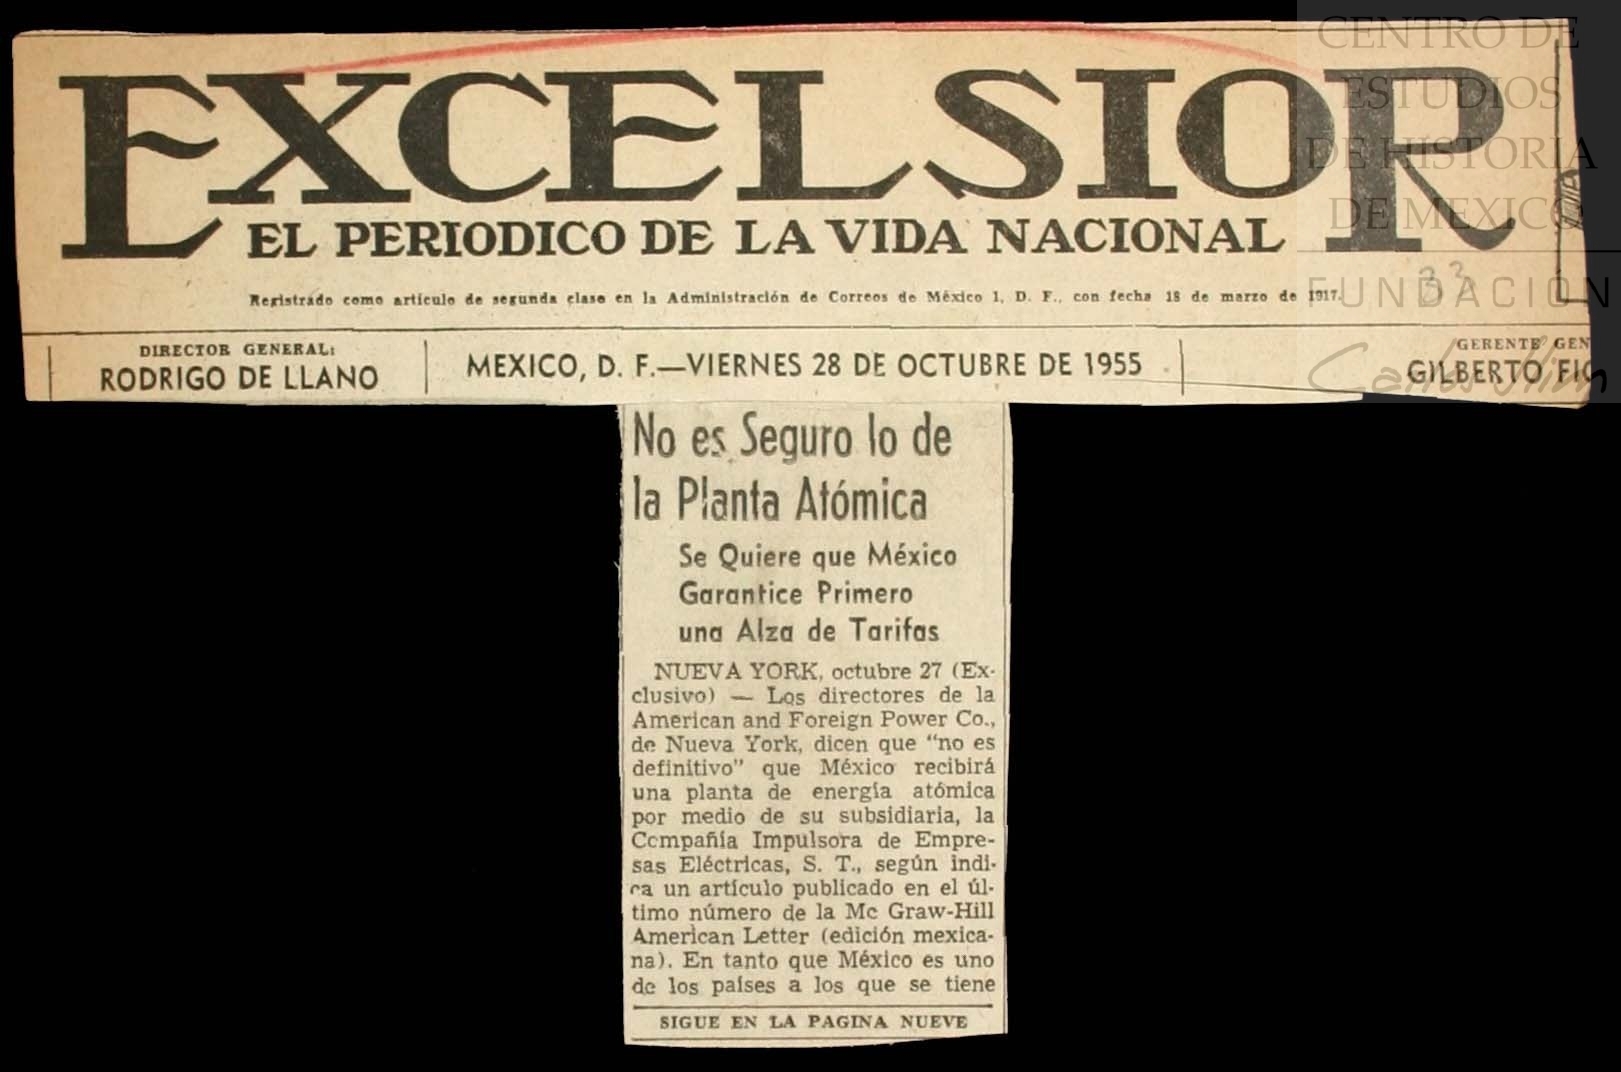 CENTRO DE
ESTUDIOS
DE HISTORIA
DE MEXICO
FUNDACIÓN
Carlos Slim
EXCELSIOR
EL PERIODICO DE LA VIDA NACIONAL
33
Registrado como artículo de segunda clase en la Administración de Correos de México 1, D. F., con fecha 18 de marzo de 1917.
DIRECTOR GENERAL:
RODRIGO DE LLANO
MEXICO, D. F.—VIERNES 28 DE OCTUBRE DE 1955
GERENTE GEN
GILBERTO FIG
No es Seguro lo de
la Planta Atómica
Se Quiere que México
Garantice Primero
una Alza de Tarifas
NUEVA YORK, octubre 27 (Ex-
clusivo) — Los directores de la
American and Foreign Power Co.,
de Nueva York, dicen que “no es
definitivo” que México recibirá
una planta de energía atómica
por medio de su subsidiaria, la
Compañía Impulsora de Empre-
sas Eléctricas, S. T., según indi-
ca un artículo publicado en el úl-
timo número de la Mc Graw-Hill
American Letter (edición mexica-
na). En tanto que México es uno
de los países a los que se tiene
SIGUE EN LA PAGINA NUEVE